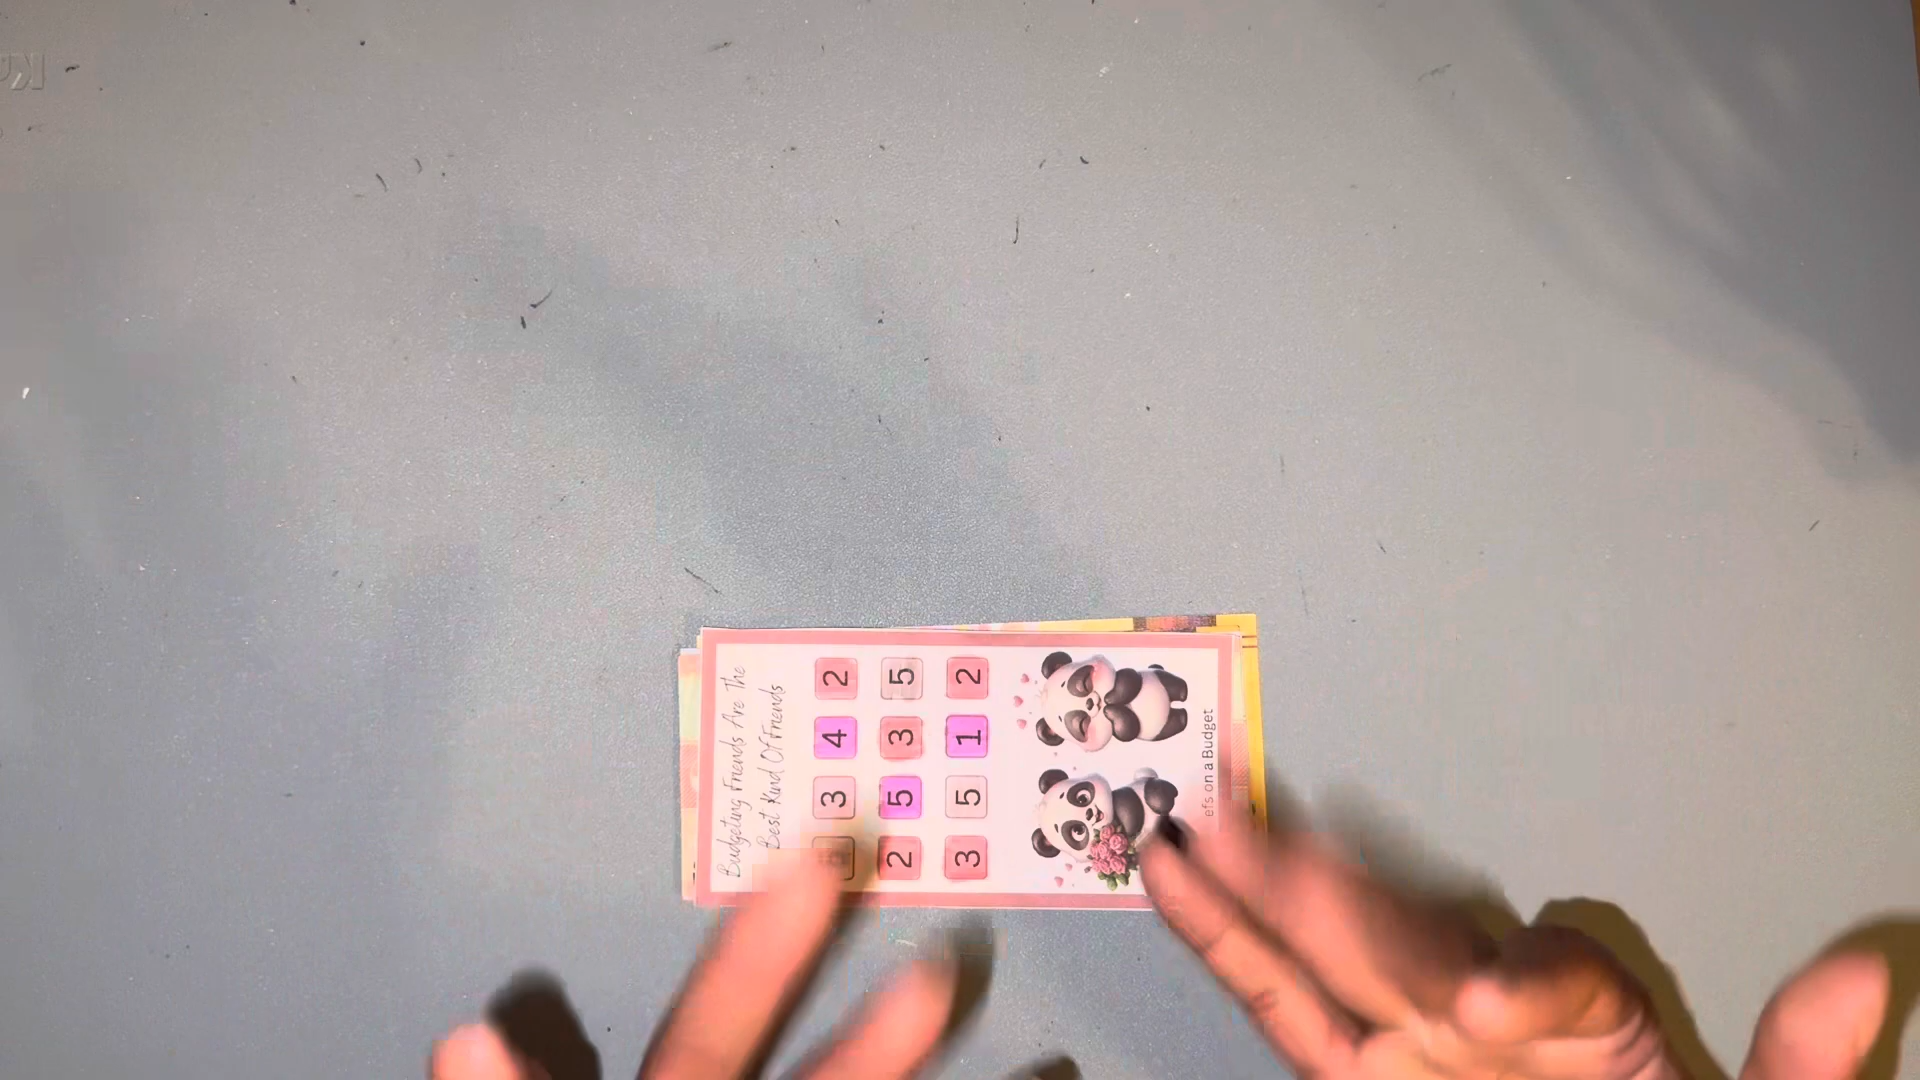 Budgeting Friends Are The
Best Kind Of Friends
3 4 2
2 5 3 5
3 5 1 2
on a Budget